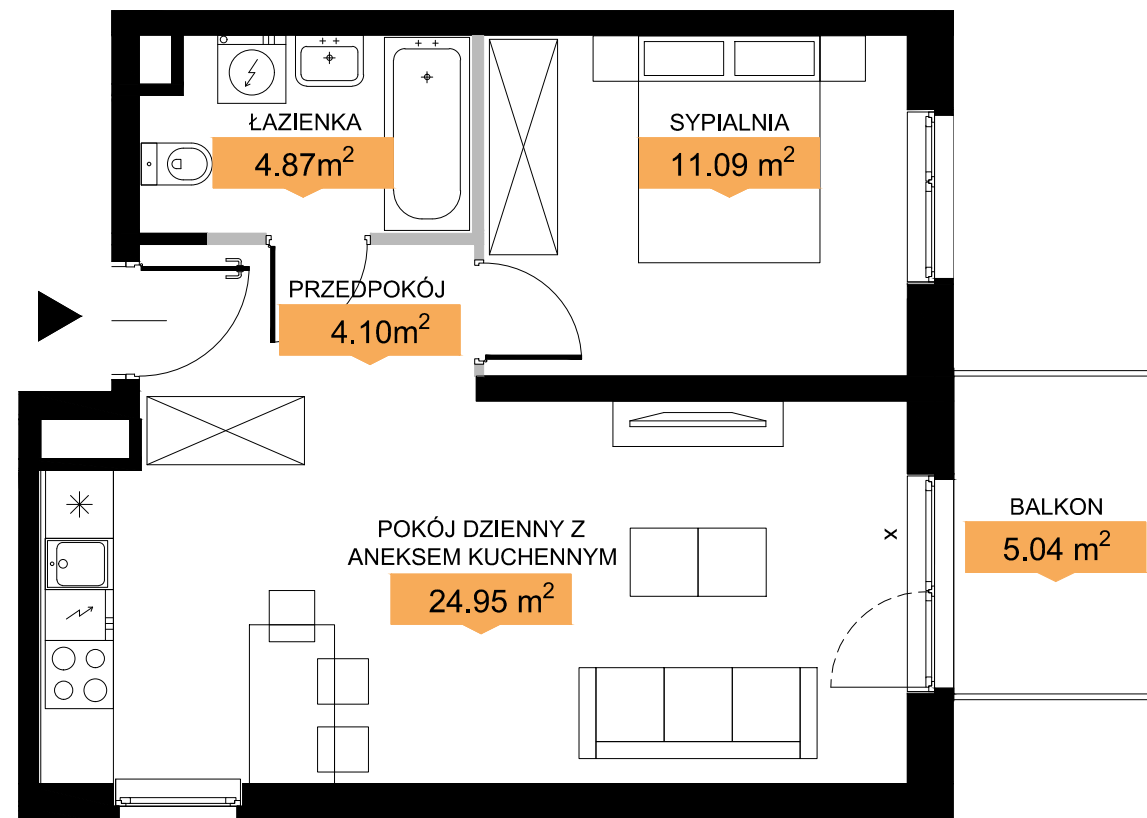 ŁAZIENKA
4.87m²
SYPIALNIA
11.09 m²
PRZEDPOKÓJ
4.10m²
POKÓJ DZIENNY Z
ANEKSEM KUCHENNYM
24.95 m²
x
BALKON
5.04 m²